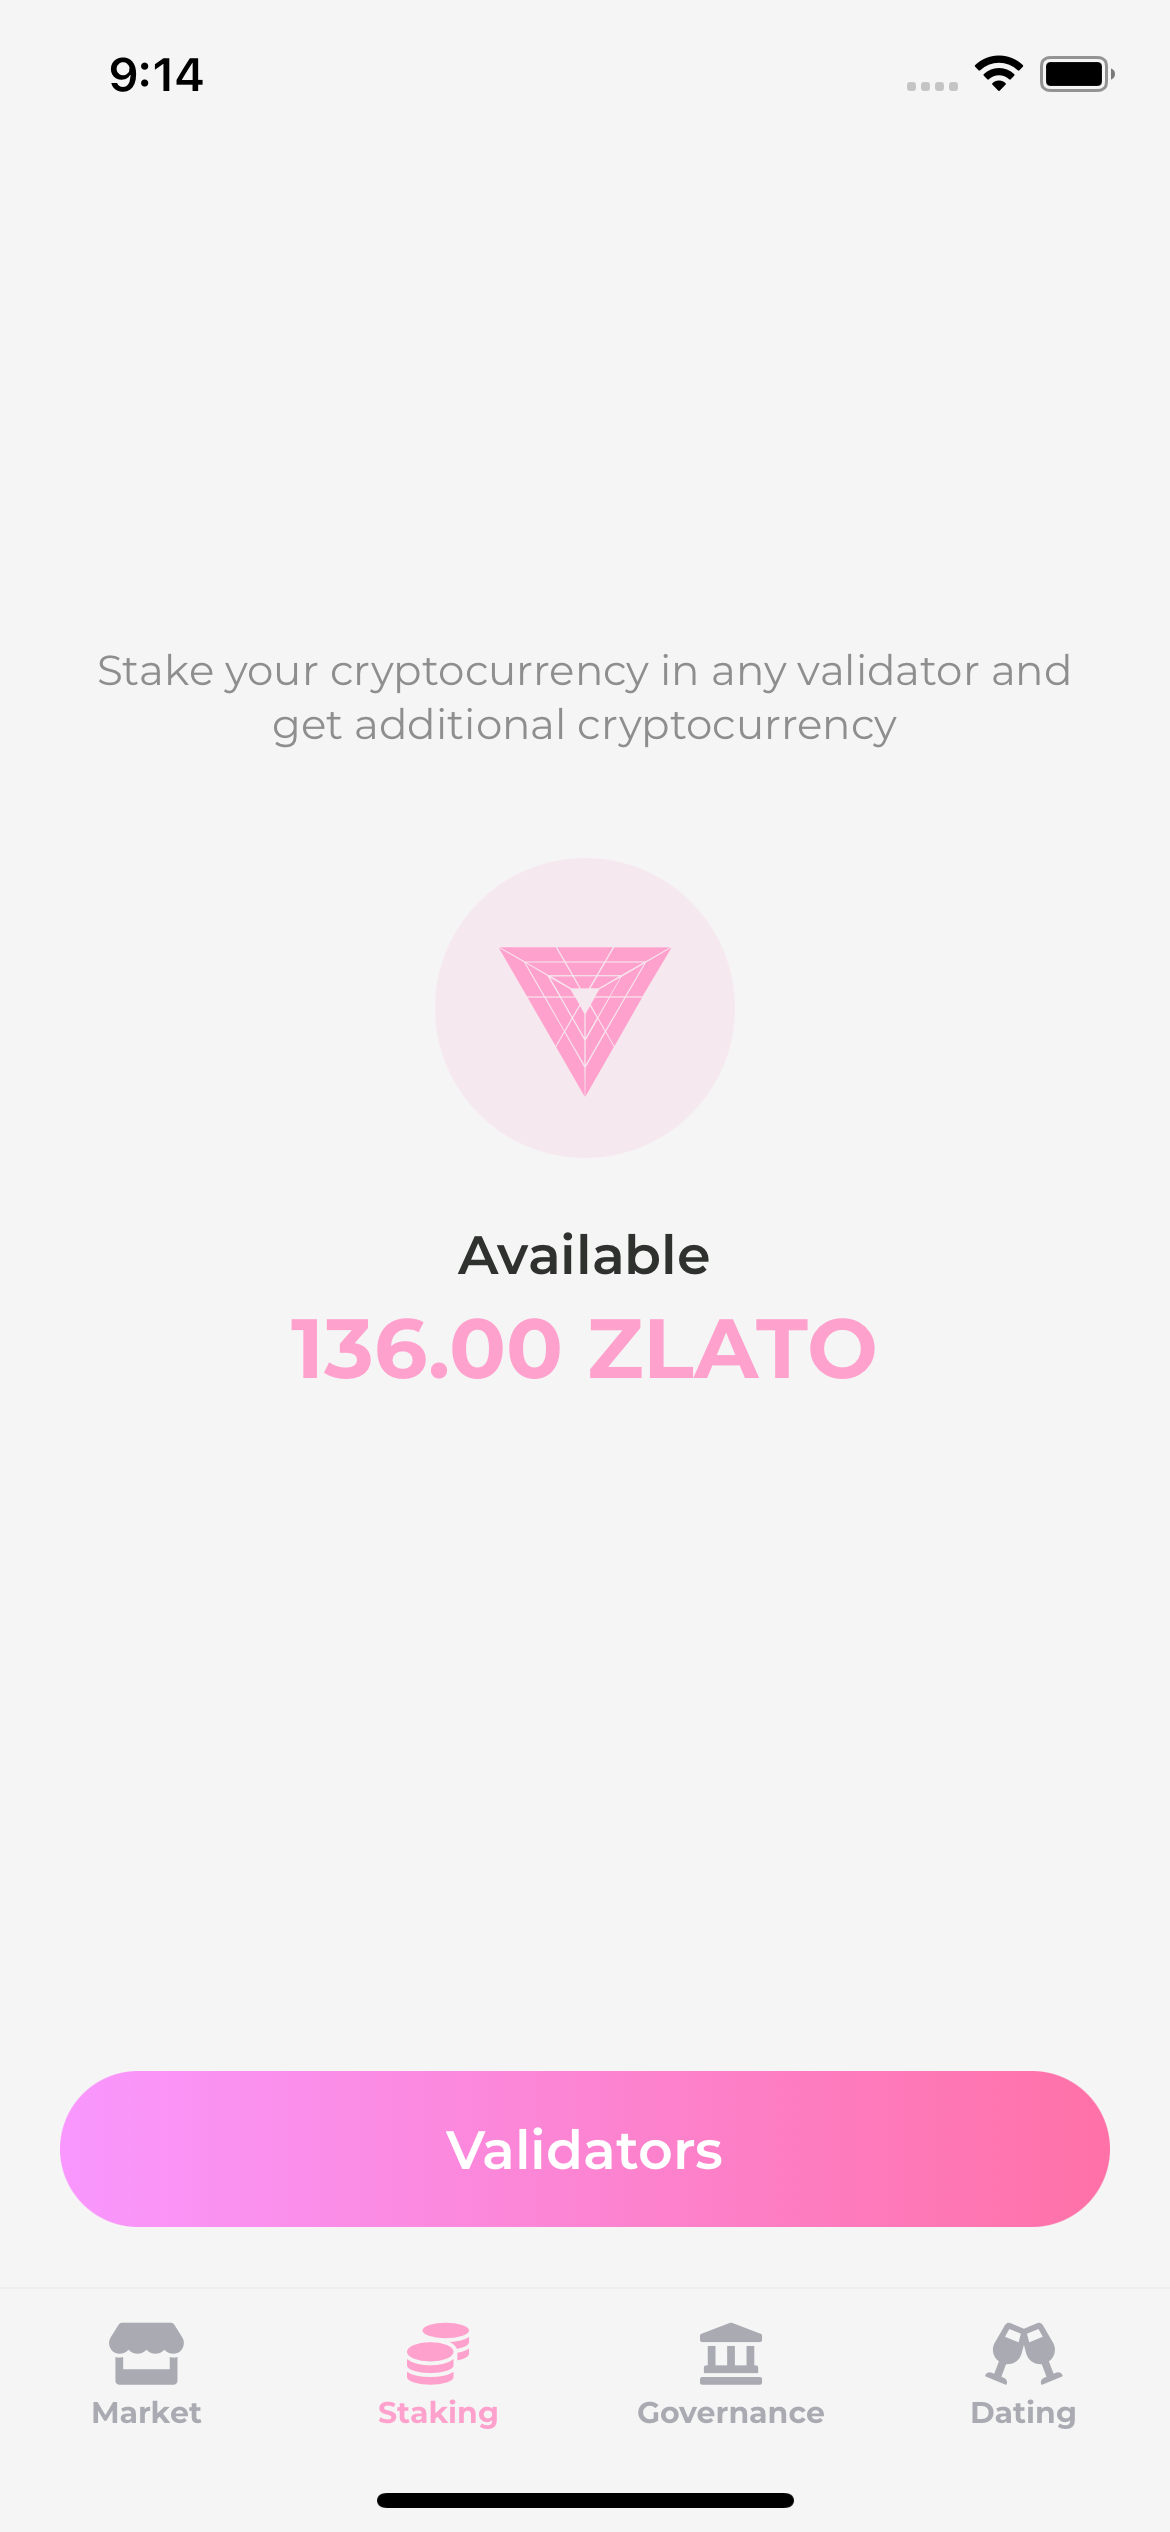 9:14
Stake your cryptocurrency in any validator and
get additional cryptocurrency
Available
136.00 ZLATO
Validators
Market
Staking
Governance
Dating